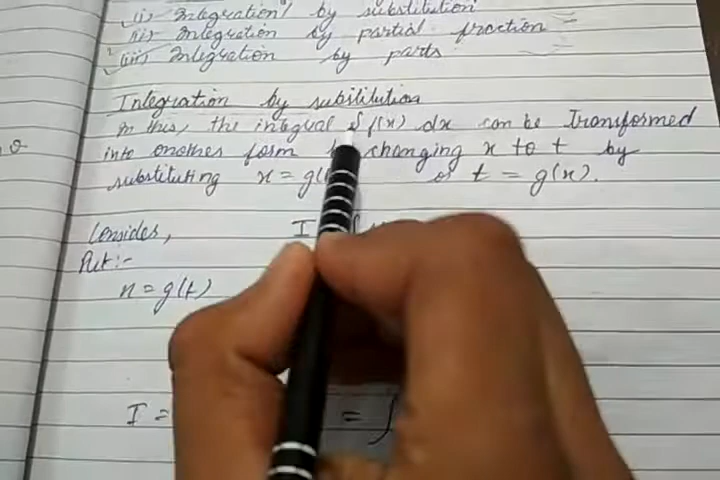 (i) Integration by substitution
(ii) Integration by partial fraction
(iii) Integration by parts
Integration by substitution
In this, the integral ∫ f(x) dx can be Transformed
into another form changing x to t by
substituting x = g( or t = g(x).
Consider, I
Put:-
x = g(t)
I = = ∫